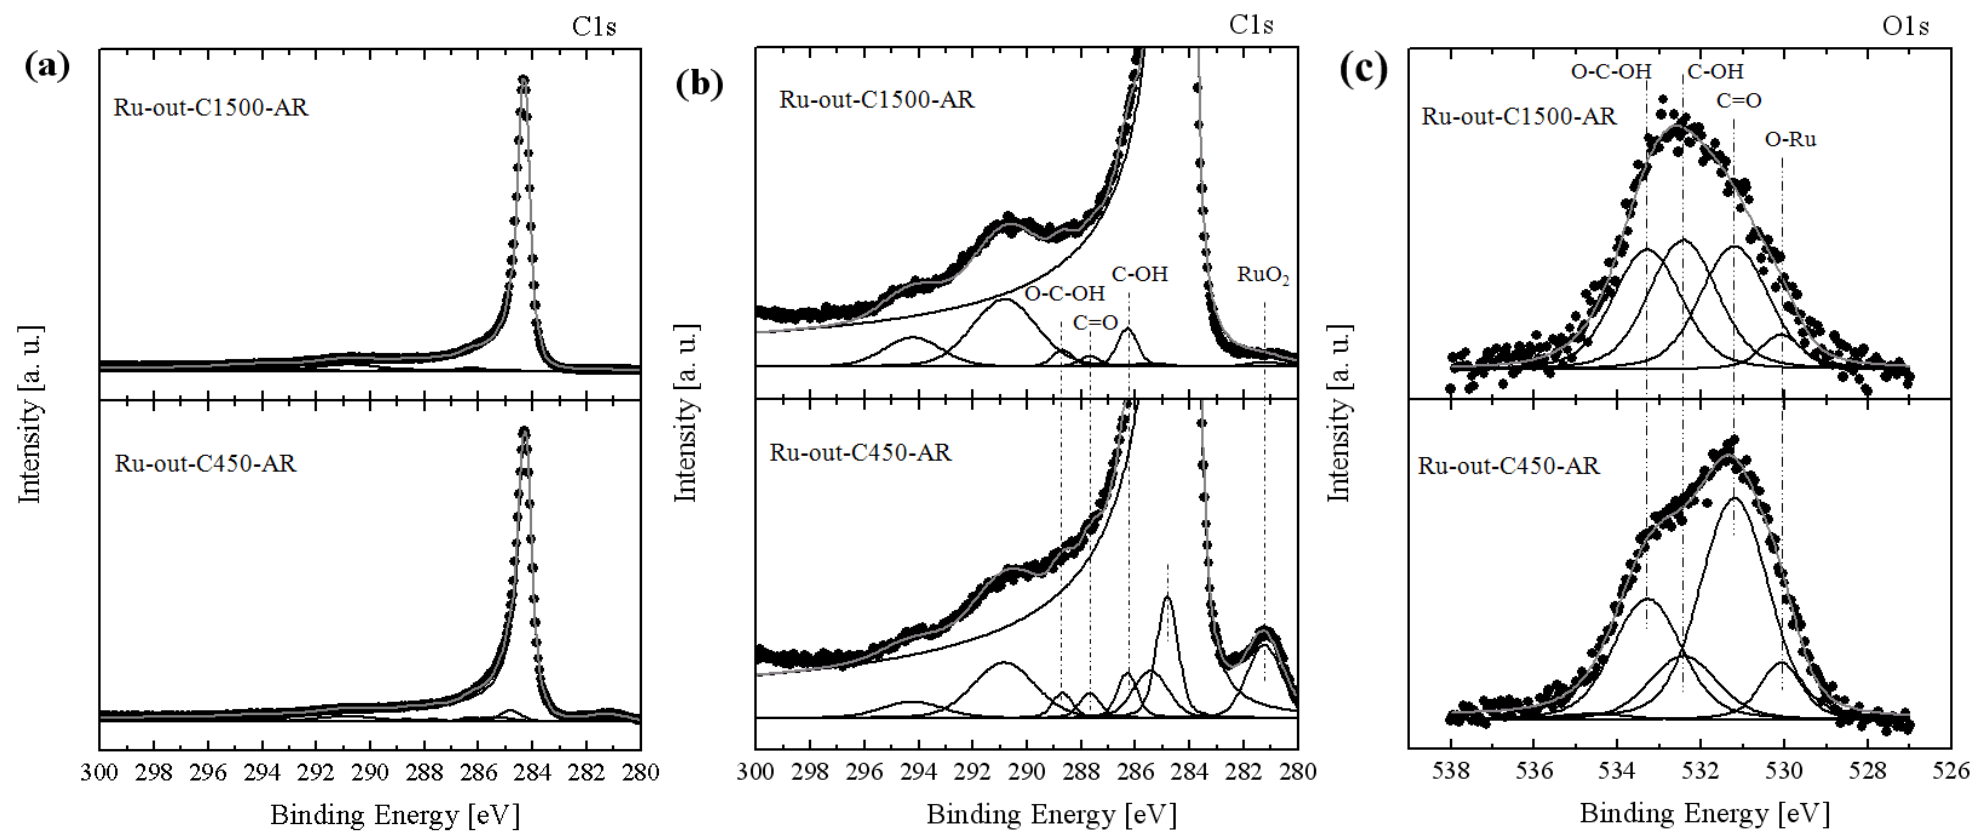 C1s
(a)
Ru-out-C1500-AR
Ru-out-C450-AR
Intensity [a. u.]
Intensity [a. u.]
300 298 296 294 292 290 288 286 284 282 280
Binding Energy [eV]
C1s
(b)
Ru-out-C1500-AR
O-C-OH
C=O
C-OH
RuO₂
Ru-out-C450-AR
Intensity [a. u.]
Intensity [a. u.]
300 298 296 294 292 290 288 286 284 282 280
Binding Energy [eV]
O1s
(c)
O-C-OH
C-OH
C=O
Ru-out-C1500-AR
O-Ru
Ru-out-C450-AR
Intensity [a. u.]
538 536 534 532 530 528 526
Binding Energy [eV]